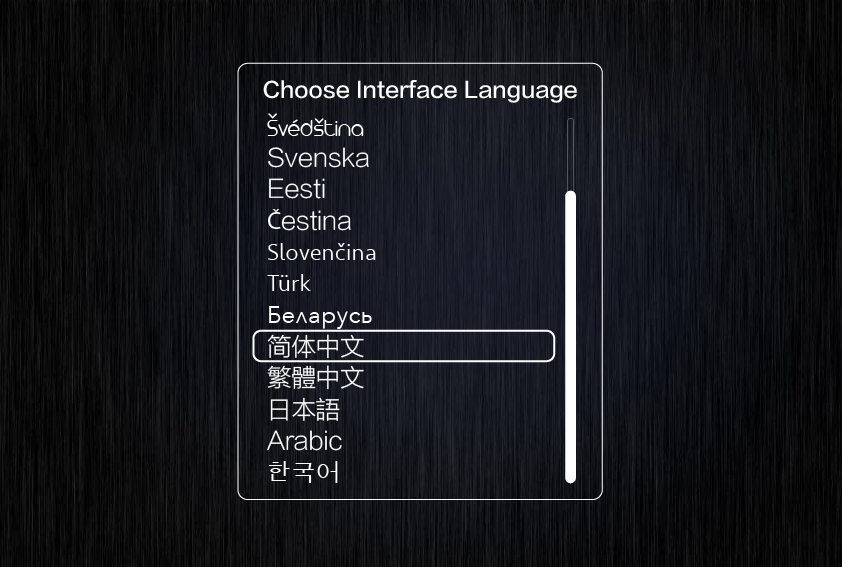 Choose Interface Language
Švédština
Svenska
Eesti
Čestina
Slovenčina
Türk
Беларусь
简体中文
繁體中文
日本語
Arabic
한국어